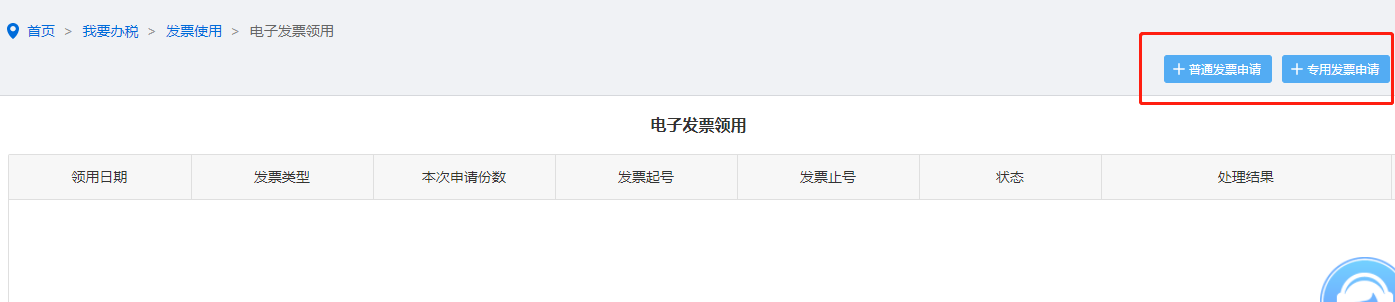 首页 > 我要办税 > 发票使用 > 电子发票领用
+ 普通发票申请 + 专用发票申请
电子发票领用
领用日期 发票类型 本次申请份数 发票起号 发票止号 状态 处理结果